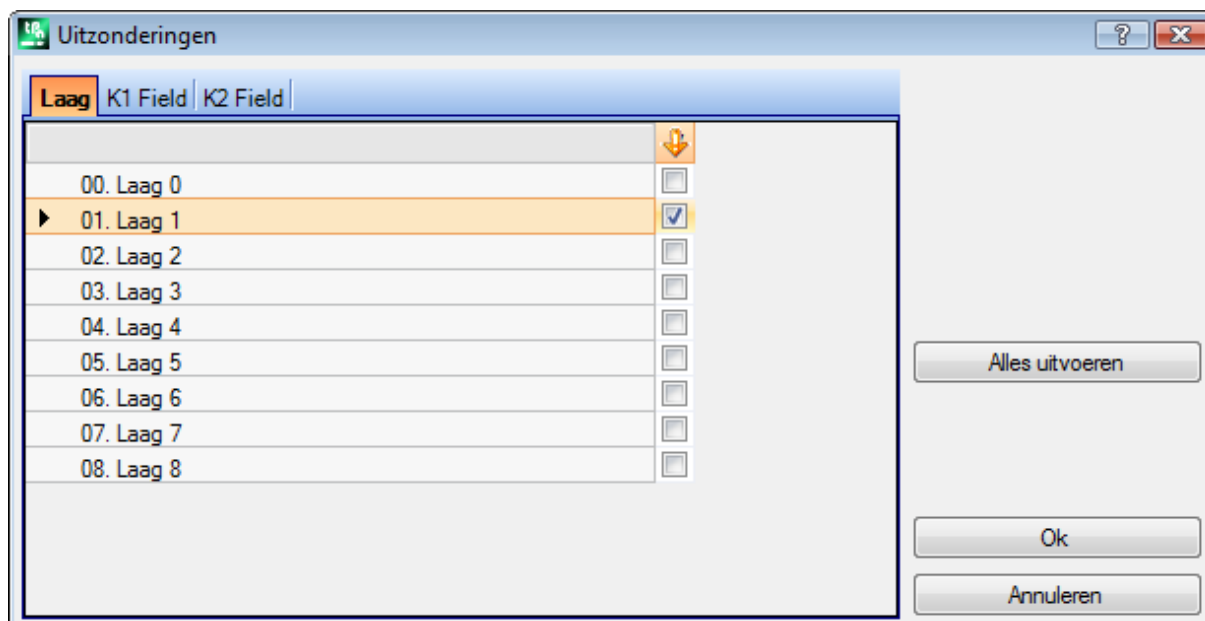 Uitzonderingen
Laag K1 Field K2 Field
00. Laag 0
01. Laag 1
02. Laag 2
03. Laag 3
04. Laag 4
05. Laag 5
06. Laag 6
07. Laag 7
08. Laag 8
Alles uitvoeren
Ok
Annuleren